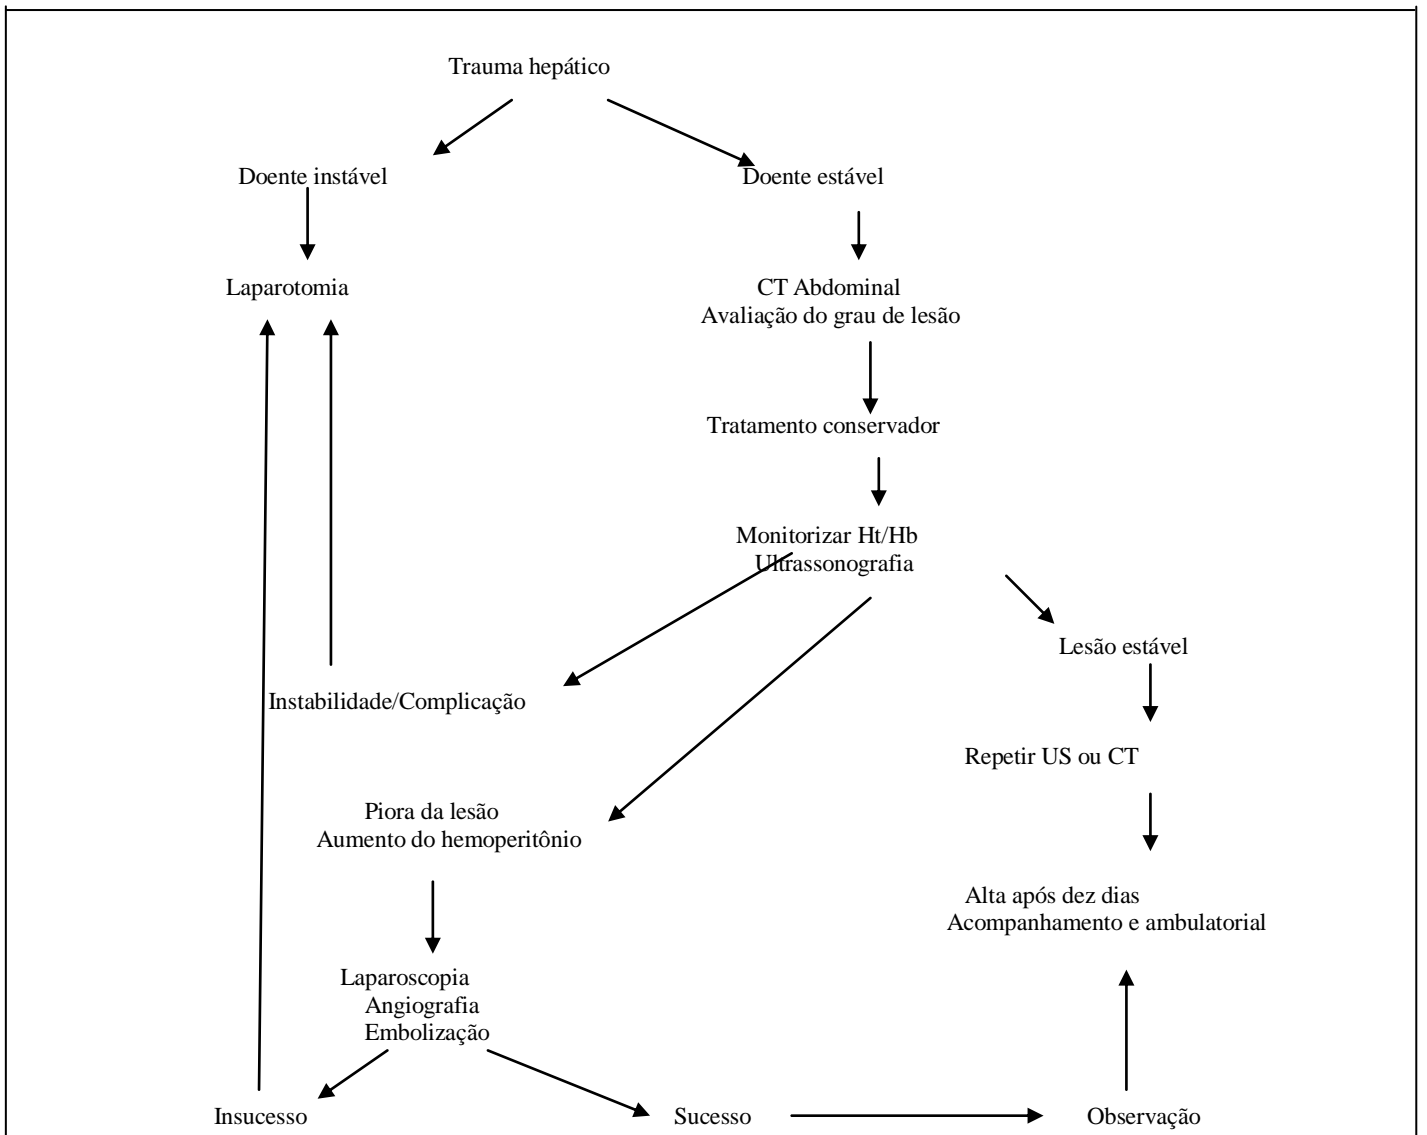 Trauma hepático
Doente instável
Doente estável
Laparotomia
CT Abdominal
Avaliação do grau de lesão
Tratamento conservador
Monitorizar Ht/Hb
Ultrassonografia
Lesão estável
Instabilidade/Complicação
Repetir US ou CT
Piora da lesão
Aumento do hemoperitônio
Alta após dez dias
Acompanhamento e ambulatorial
Laparoscopia
Angiografia
Embolização
Insucesso
Sucesso
Observação